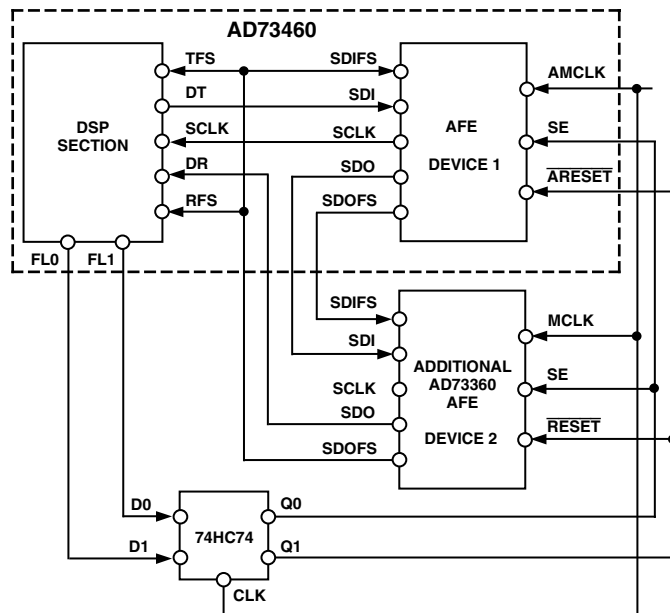 AD73460
TFS
SDIFS
AMCLK
DT
SDI
DSP
SECTION
SCLK
SCLK
AFE
DEVICE 1
SE
DR
SDO
ARESET
RFS
SDOFS
FL0
FL1
SDIFS
MCLK
SDI
ADDITIONAL
AD73360
AFE
DEVICE 2
SCLK
SE
SDO
RESET
SDOFS
D0
Q0
74HC74
D1
Q1
CLK